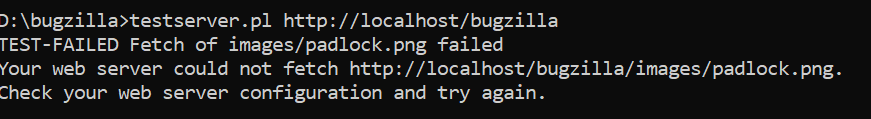 D:\bugzilla>testserver.pl http://localhost/bugzilla
TEST-FAILED Fetch of images/padlock.png failed
Your web server could not fetch http://localhost/bugzilla/images/padlock.png.
Check your web server configuration and try again.